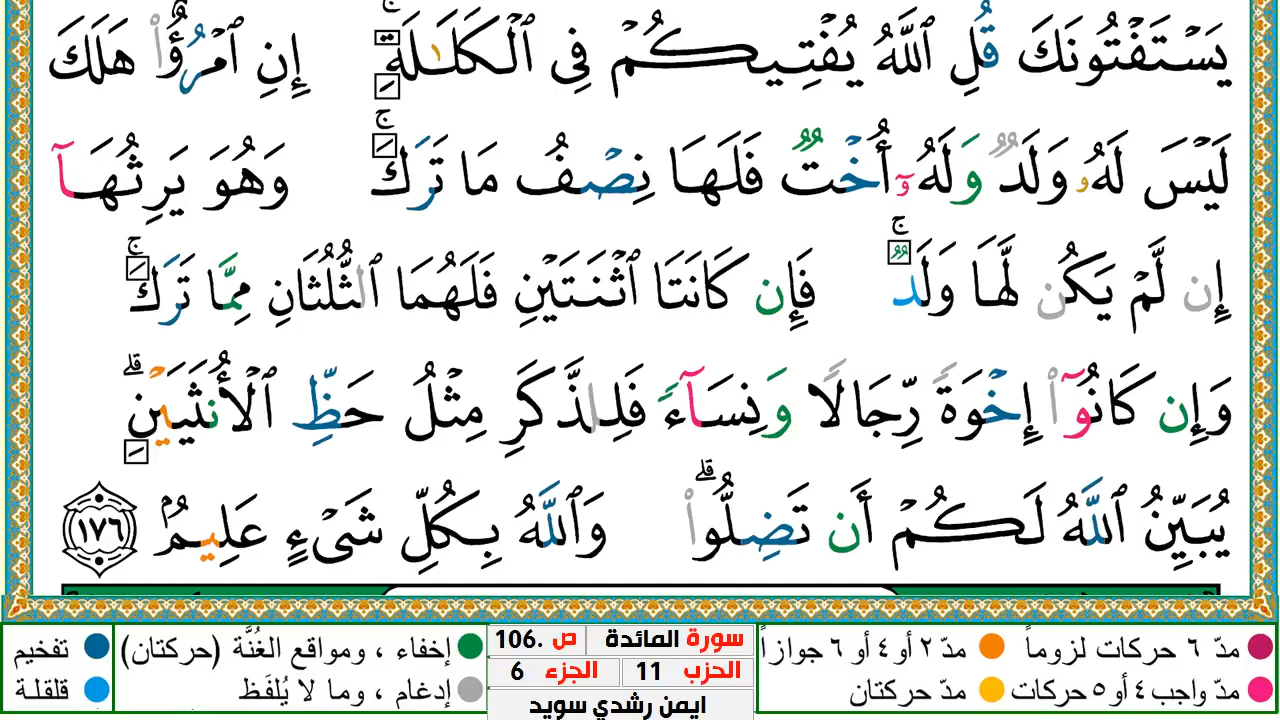 يَسْتَفْتُونَكَ قُلِ ٱللَّهُ يُفْتِيكُمْ فِى ٱلْكَلَـٰلَةِ ۚ إِنِ ٱمْرُؤٌا۟ هَلَكَ
لَيْسَ لَهُۥ وَلَدٌ وَلَهُۥٓ أُخْتٌ فَلَهَا نِصْفُ مَا تَرَكَ ۚ وَهُوَ يَرِثُهَآ
إِن لَّمْ يَكُن لَّهَا وَلَدٌ ۚ فَإِن كَانَتَا ٱثْنَتَيْنِ فَلَهُمَا ٱلثُّلُثَانِ مِمَّا تَرَكَ ۚ
وَإِن كَانُوٓا۟ إِخْوَةً رِّجَالًا وَنِسَآءً فَلِلذَّكَرِ مِثْلُ حَظِّ ٱلْأُنثَيَيْنِ ۗ
يُبَيِّنُ ٱللَّهُ لَكُمْ أَن تَضِلُّوا۟ ۗ وَٱللَّهُ بِكُلِّ شَىْءٍ عَلِيمٌۢ ١٧٦
مدّ ٦ حركات لزوماً مدّ ٢ أو ٤ أو ٦ جوازاً
مدّ واجب ٤ أو ٥ حركات مدّ حركتان
سورة المائدة ص .106
الحزب 11 الجزء 6
ايمن رشدي سويد
إخفاء ، ومواقع الغُنَّة (حركتان) تفخيم
إدغام ، وما لا يُلفَظ قلقلة